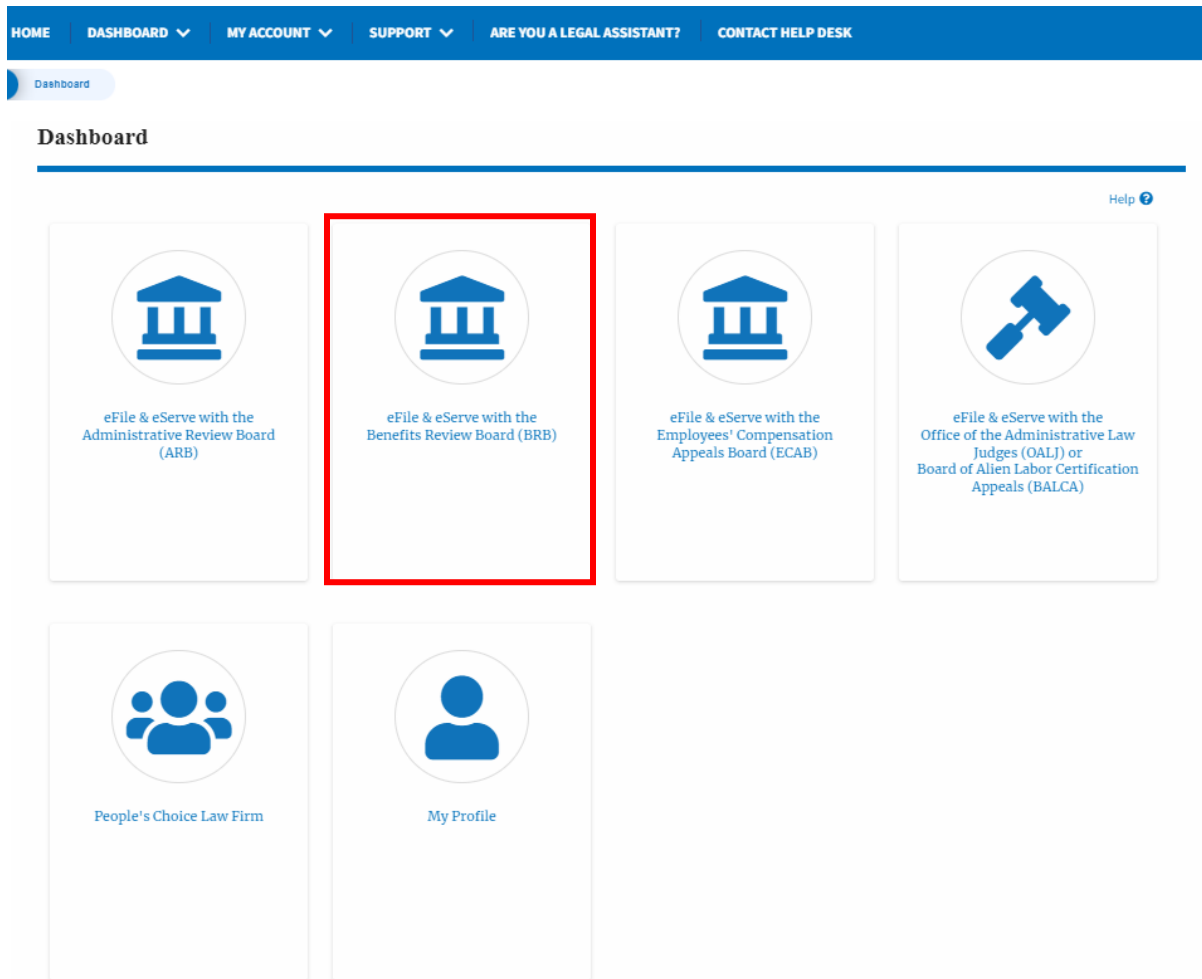 HOME DASHBOARD MY ACCOUNT SUPPORT ARE YOU A LEGAL ASSISTANT? CONTACT HELP DESK
Dashboard
Dashboard
Help
eFile & eServe with the
Administrative Review Board
(ARB)
eFile & eServe with the
Benefits Review Board (BRB)
eFile & eServe with the
Employees' Compensation
Appeals Board (ECAB)
eFile & eServe with the
Office of the Administrative Law
Judges (OALJ) or
Board of Alien Labor Certification
Appeals (BALCA)
People's Choice Law Firm
My Profile